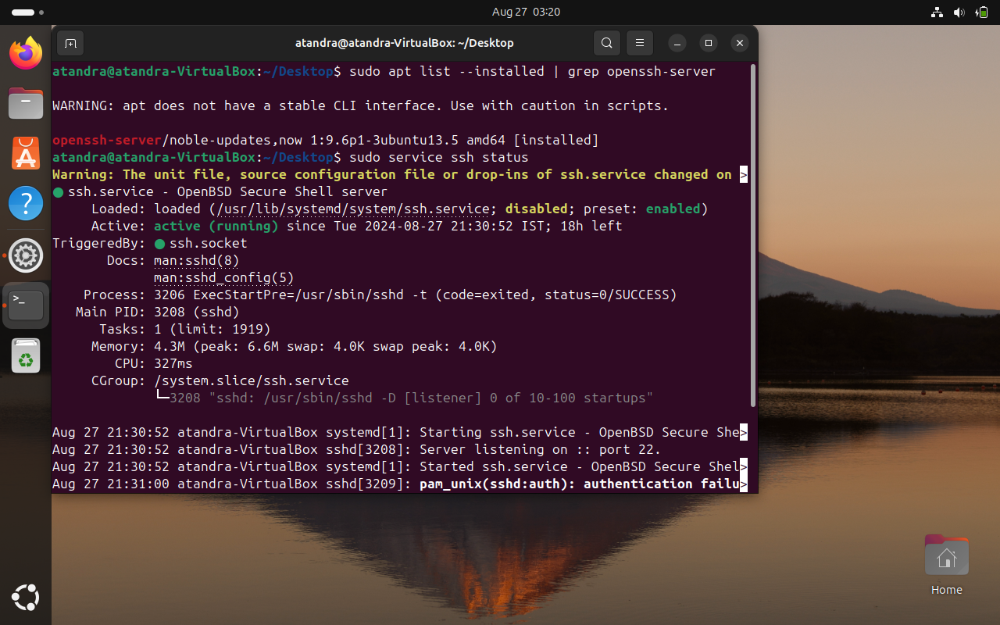 Aug 27 03:20
atandra@atandra-VirtualBox: ~/Desktop
atandra@atandra-VirtualBox:~/Desktop$ sudo apt list --installed | grep openssh-server
WARNING: apt does not have a stable CLI interface. Use with caution in scripts.
openssh-server/noble-updates,now 1:9.6p1-3ubuntu13.5 amd64 [installed]
atandra@atandra-VirtualBox:~/Desktop$ sudo service ssh status
Warning: The unit file, source configuration file or drop-ins of ssh.service changed on >
● ssh.service - OpenBSD Secure Shell server
Loaded: loaded (/usr/lib/systemd/system/ssh.service; disabled; preset: enabled)
Active: active (running) since Tue 2024-08-27 21:30:52 IST; 18h left
TriggeredBy: ● ssh.socket
Docs: man:sshd(8)
man:sshd_config(5)
Process: 3206 ExecStartPre=/usr/sbin/sshd -t (code=exited, status=0/SUCCESS)
Main PID: 3208 (sshd)
Tasks: 1 (limit: 1919)
Memory: 4.3M (peak: 6.6M swap: 4.0K swap peak: 4.0K)
CPU: 327ms
CGroup: /system.slice/ssh.service
└─3208 "sshd: /usr/sbin/sshd -D [listener] 0 of 10-100 startups"
Aug 27 21:30:52 atandra-VirtualBox systemd[1]: Starting ssh.service - OpenBSD Secure She>
Aug 27 21:30:52 atandra-VirtualBox sshd[3208]: Server listening on :: port 22.
Aug 27 21:30:52 atandra-VirtualBox systemd[1]: Started ssh.service - OpenBSD Secure Shel>
Aug 27 21:31:00 atandra-VirtualBox sshd[3209]: pam_unix(sshd:auth): authentication failu>
Home